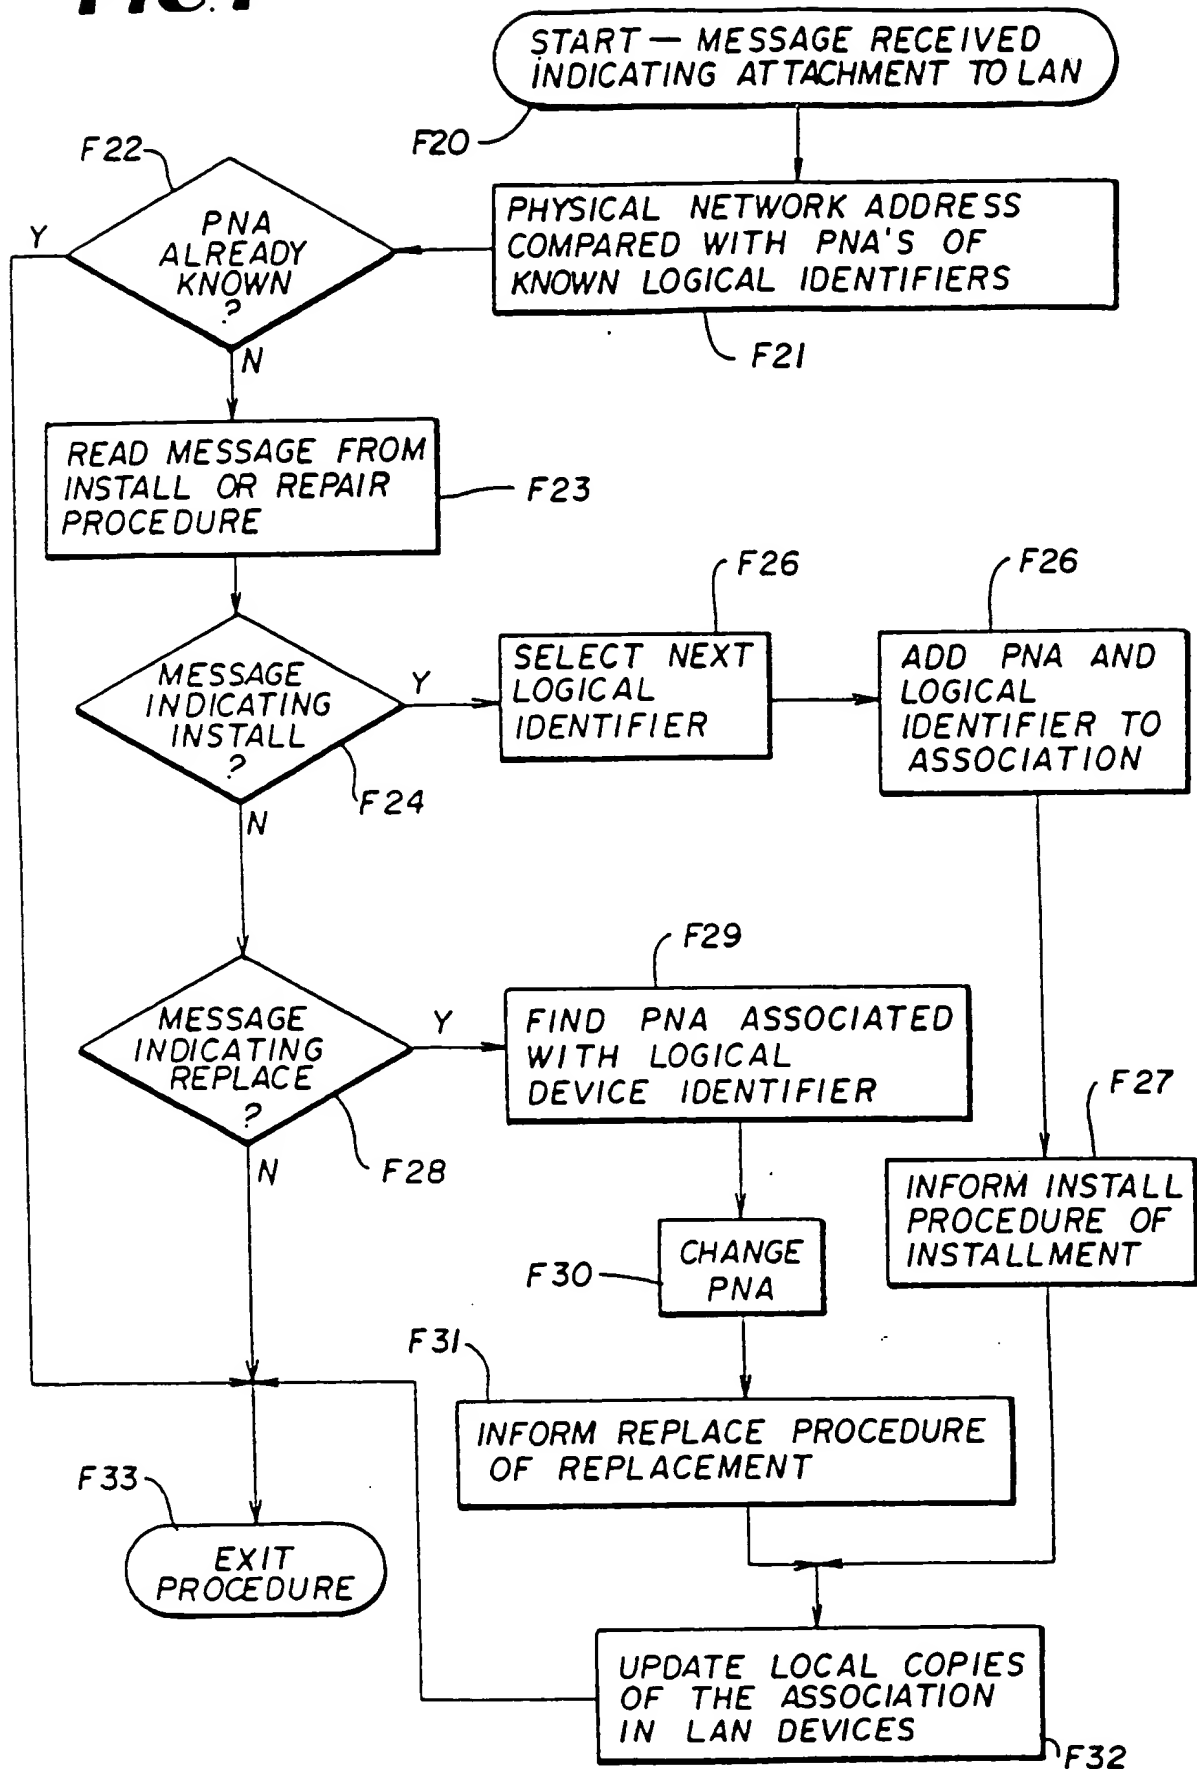 START — MESSAGE RECEIVED
INDICATING ATTACHMENT TO LAN
F20
F22
PHYSICAL NETWORK ADDRESS
COMPARED WITH PNA'S OF
KNOWN LOGICAL IDENTIFIERS
F21
Y
PNA
ALREADY
KNOWN
?
N
READ MESSAGE FROM
INSTALL OR REPAIR
PROCEDURE
F23
MESSAGE
INDICATING
INSTALL
?
Y
F24
N
F26
SELECT NEXT
LOGICAL
IDENTIFIER
F26
ADD PNA AND
LOGICAL
IDENTIFIER TO
ASSOCIATION
MESSAGE
INDICATING
REPLACE
?
Y
F28
N
F29
FIND PNA ASSOCIATED
WITH LOGICAL
DEVICE IDENTIFIER
F27
INFORM INSTALL
PROCEDURE OF
INSTALLMENT
F30
CHANGE
PNA
F31
INFORM REPLACE PROCEDURE
OF REPLACEMENT
F33
EXIT
PROCEDURE
UPDATE LOCAL COPIES
OF THE ASSOCIATION
IN LAN DEVICES
F32